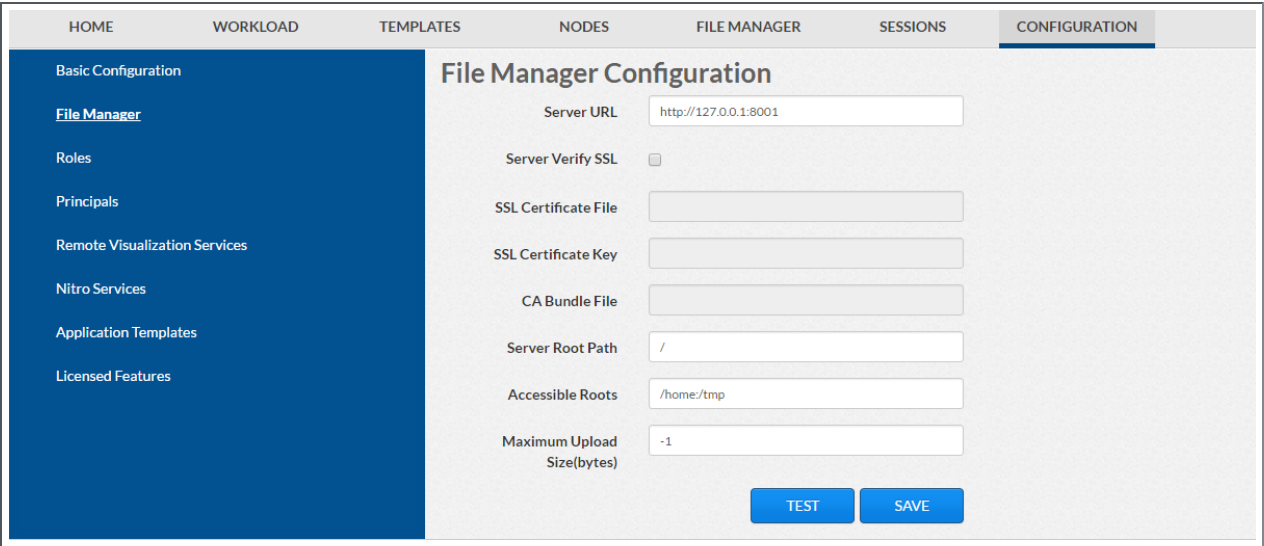 HOME WORKLOAD TEMPLATES NODES FILE MANAGER SESSIONS CONFIGURATION
Basic Configuration
File Manager
Roles
Principals
Remote Visualization Services
Nitro Services
Application Templates
Licensed Features
File Manager Configuration
Server URL http://127.0.0.1:8001
Server Verify SSL
SSL Certificate File
SSL Certificate Key
CA Bundle File
Server Root Path /
Accessible Roots /home:/tmp
Maximum Upload -1
Size(bytes)
TEST SAVE